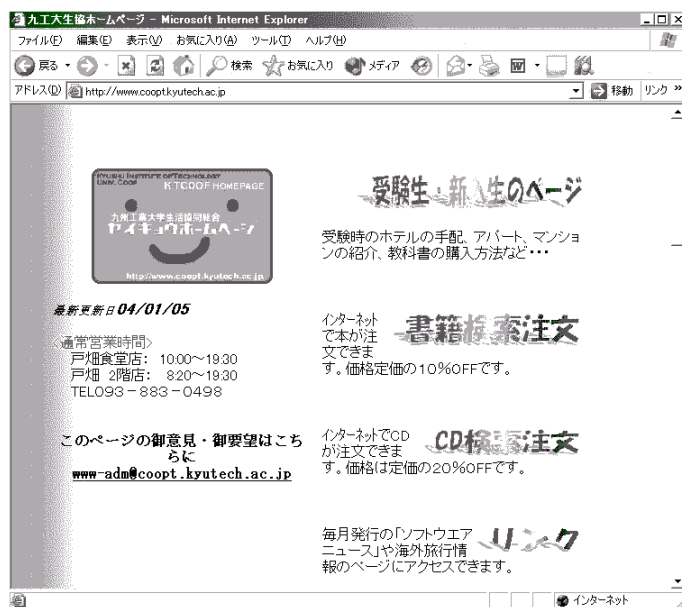 九工大生協ホームページ - Microsoft Internet Explorer
ファイル(F) 編集(E) 表示(V) お気に入り(A) ツール(T) ヘルプ(H)
戻る 検索 お気に入り メディア
アドレス(D) http://www.coopt.kyutech.ac.jp 移動 リンク »
KYUSHU INSTITUTE OF TECHNOLOGY
UNIV. COOP KTCOOP HOMEPAGE
九州工業大学生活協同組合
セイキョウホームページ
http://www.coopt.kyutech.ac.jp
最新更新日04/01/05
<通常営業時間>
戸畑食堂店: 10:00～19:30
戸畑 2階店: 8:20～19:30
TEL093-883-0498
このページの御意見・御要望はこち
らに
www-adm@coopt.kyutech.ac.jp
受験生・新入生のページ
受験時のホテルの手配、アパート、マンショ
ンの紹介、教科書の購入方法など・・・
インターネット
で本が注
文できま
す。価格定価の10%OFFです。
書籍検索注文
インターネットでCD
が注文できま
す。価格は定価の20%OFFです。
CD検索注文
毎月発行の「ソフトウエア
ニュース」や海外旅行情
報のページにアクセスできます。
リンク
インターネット